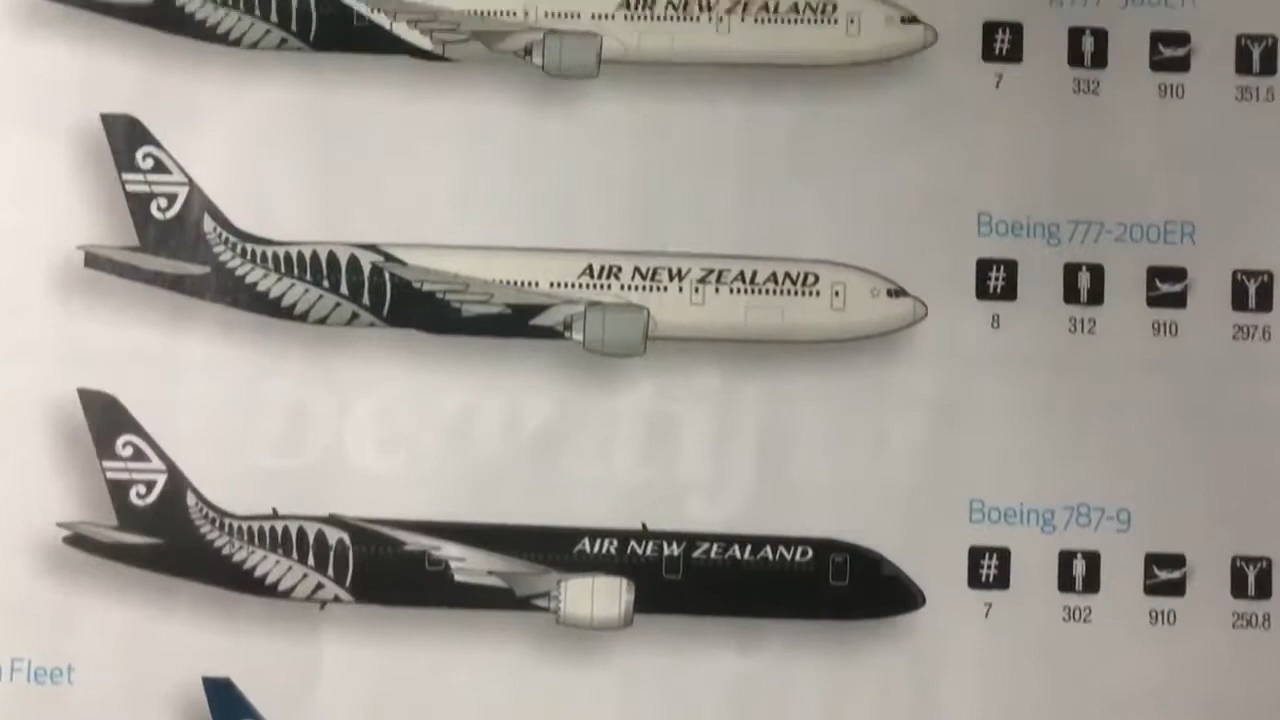 AIR NEW ZEALAND
# 
7 332 910 351.5
Boeing 777-200ER
AIR NEW ZEALAND
#
8 312 910 297.6
Boeing 787-9
AIR NEW ZEALAND
#
7 302 910 250.8
Fleet